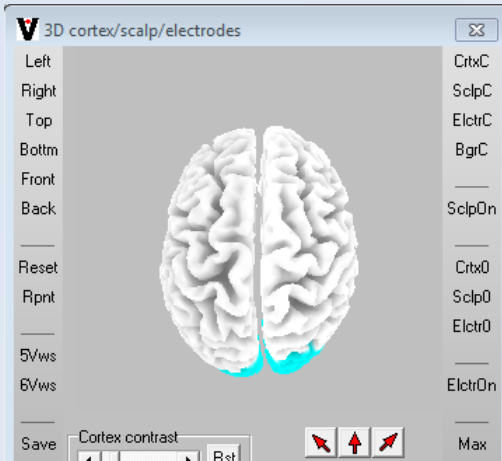 3D cortex/scalp/electrodes
Left
Right
Top
Bottm
Front
Back
Reset
Rpnt
5Vws
6Vws
Save
CrtxC
SclpC
ElctrC
BgrC
SclpOn
Crtx0
Sclp0
Elctr0
ElctrOn
Max
Cortex contrast
Rst